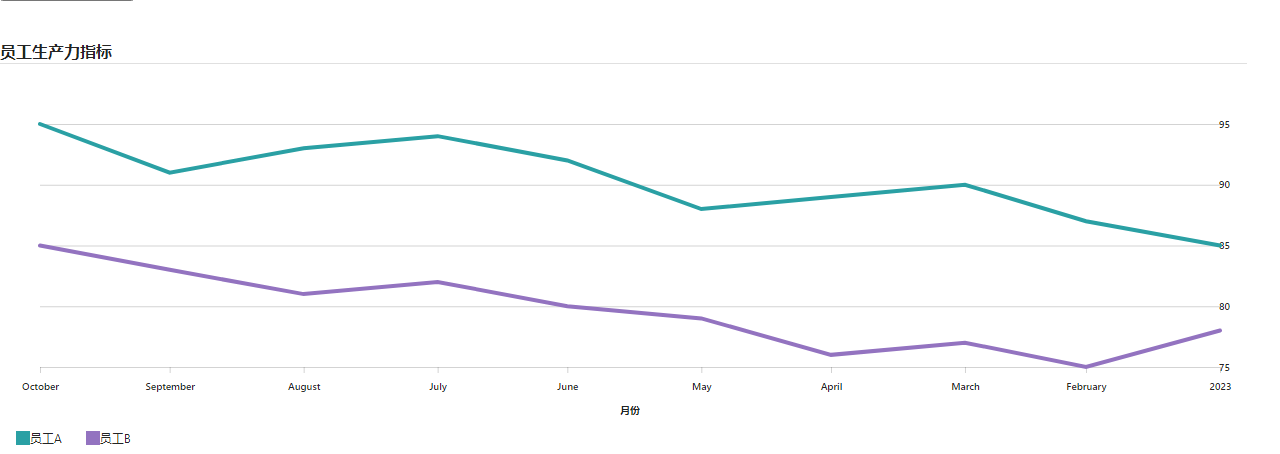 员工生产力指标
95
90
85
80
75
October September August July June May April March February 2023
月份
员工A 员工B